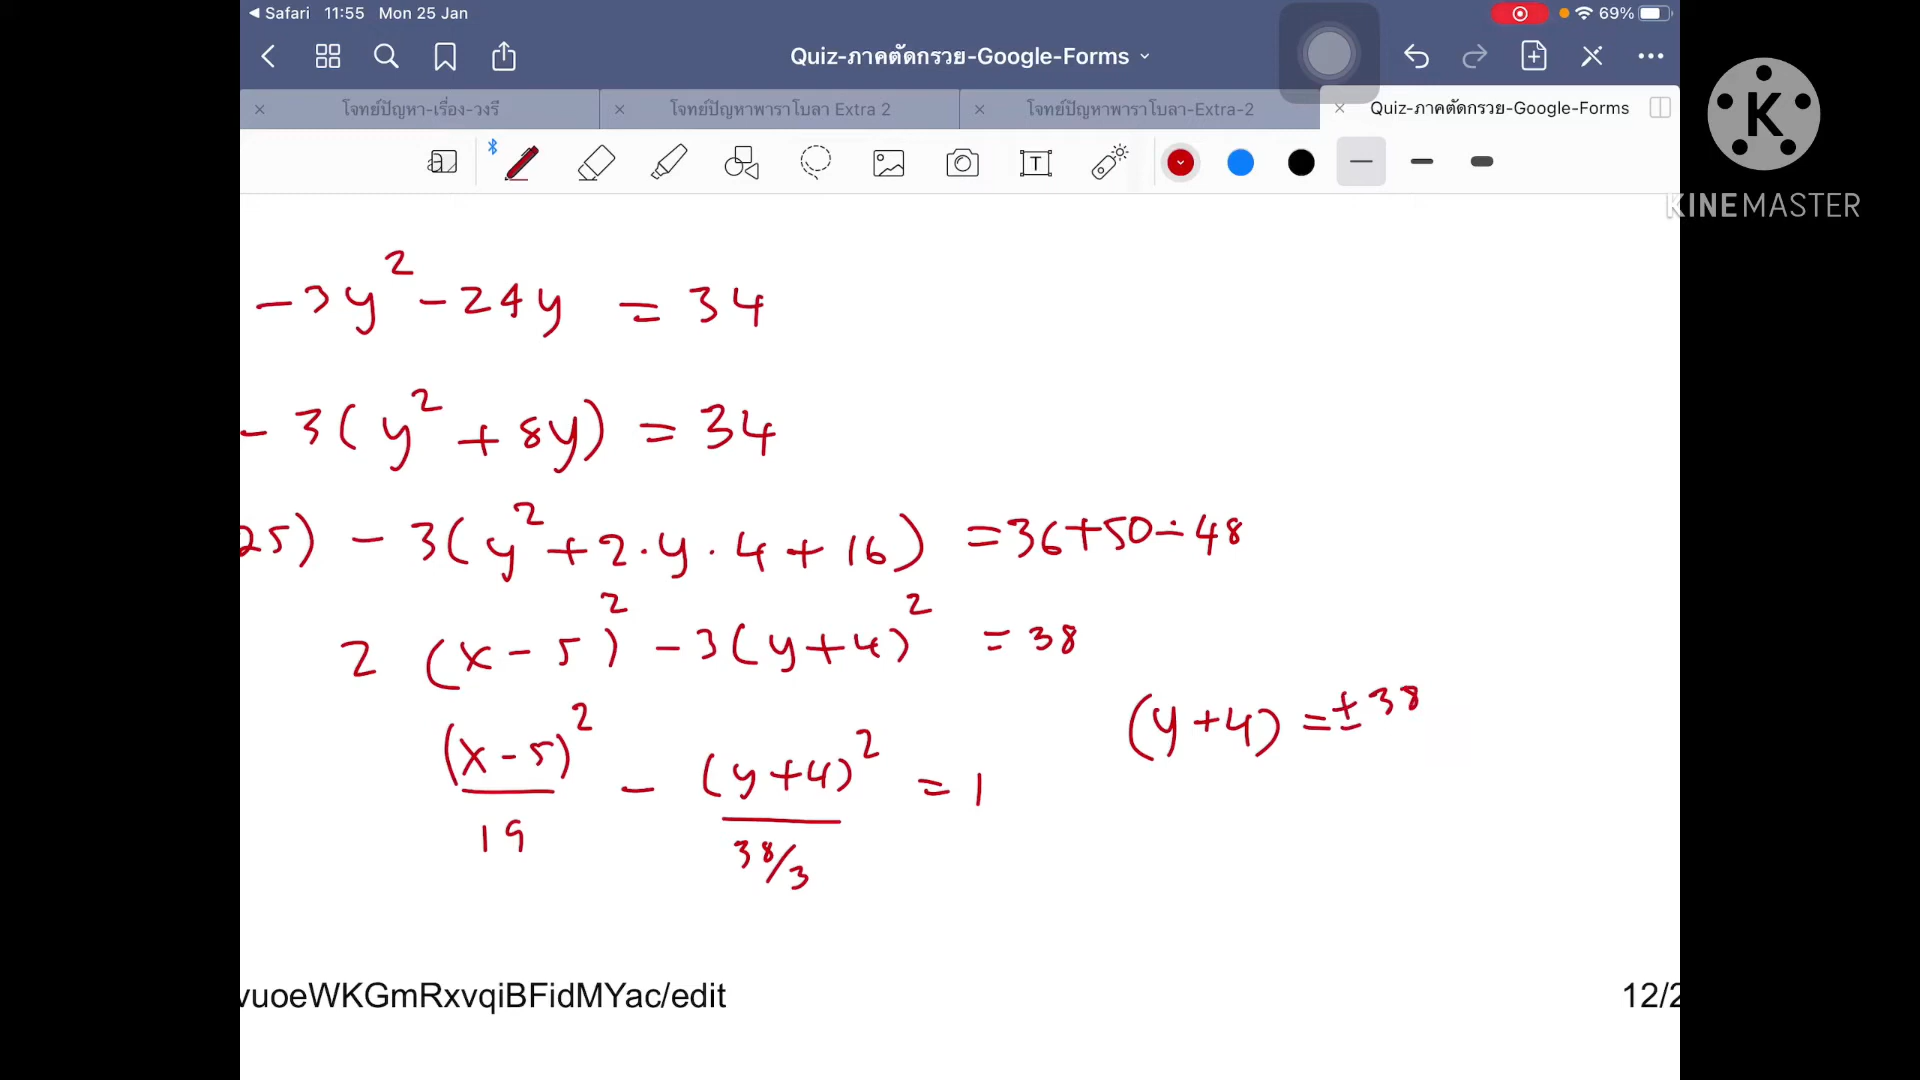 Safari 11:55 Mon 25 Jan 69%
Quiz-ภาคตัดกรวย-Google-Forms
โจทย์ปัญหา-เรื่อง-วงรี โจทย์ปัญหาพาราโบลา Extra 2 โจทย์ปัญหาพาราโบลา-Extra-2 Quiz-ภาคตัดกรวย-Google-Forms
K
KINEMASTER
-3y² -24y = 34
-3(y² + 8y) = 34
25) - 3(y² + 2·y·4 + 16) = 36+50-48
2 (x-5)² -3(y+4)² = 38
(x-5)²/19 - (y+4)²/38/3 = 1
(y+4) = ±38
vuoeWKGmRxvqiBFidMYac/edit
12/2